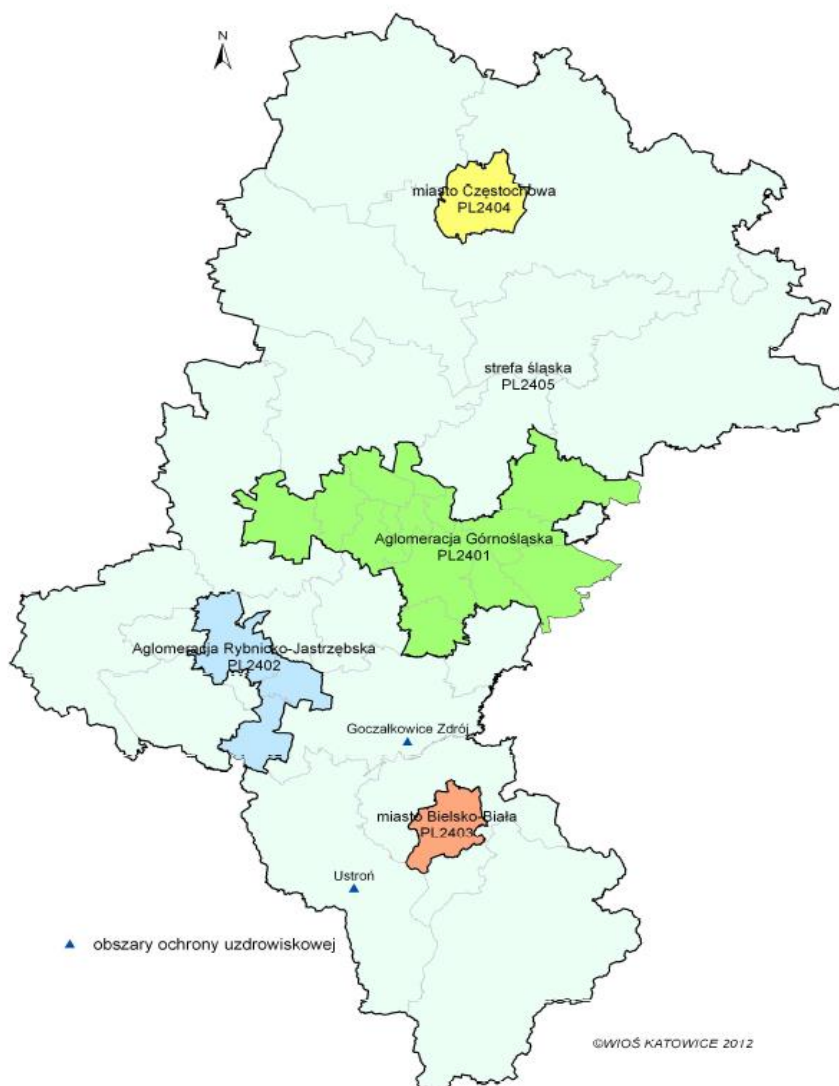 N
miasto Częstochowa
PL2404
strefa śląska
PL2405
Aglomeracja Górnośląska
PL2401
Aglomeracja Rybnicko-Jastrzębska
PL2402
Goczałkowice Zdrój
miasto Bielsko-Biała
PL2403
Ustroń
obszary ochrony uzdrowiskowej
©WIOŚ KATOWICE 2012